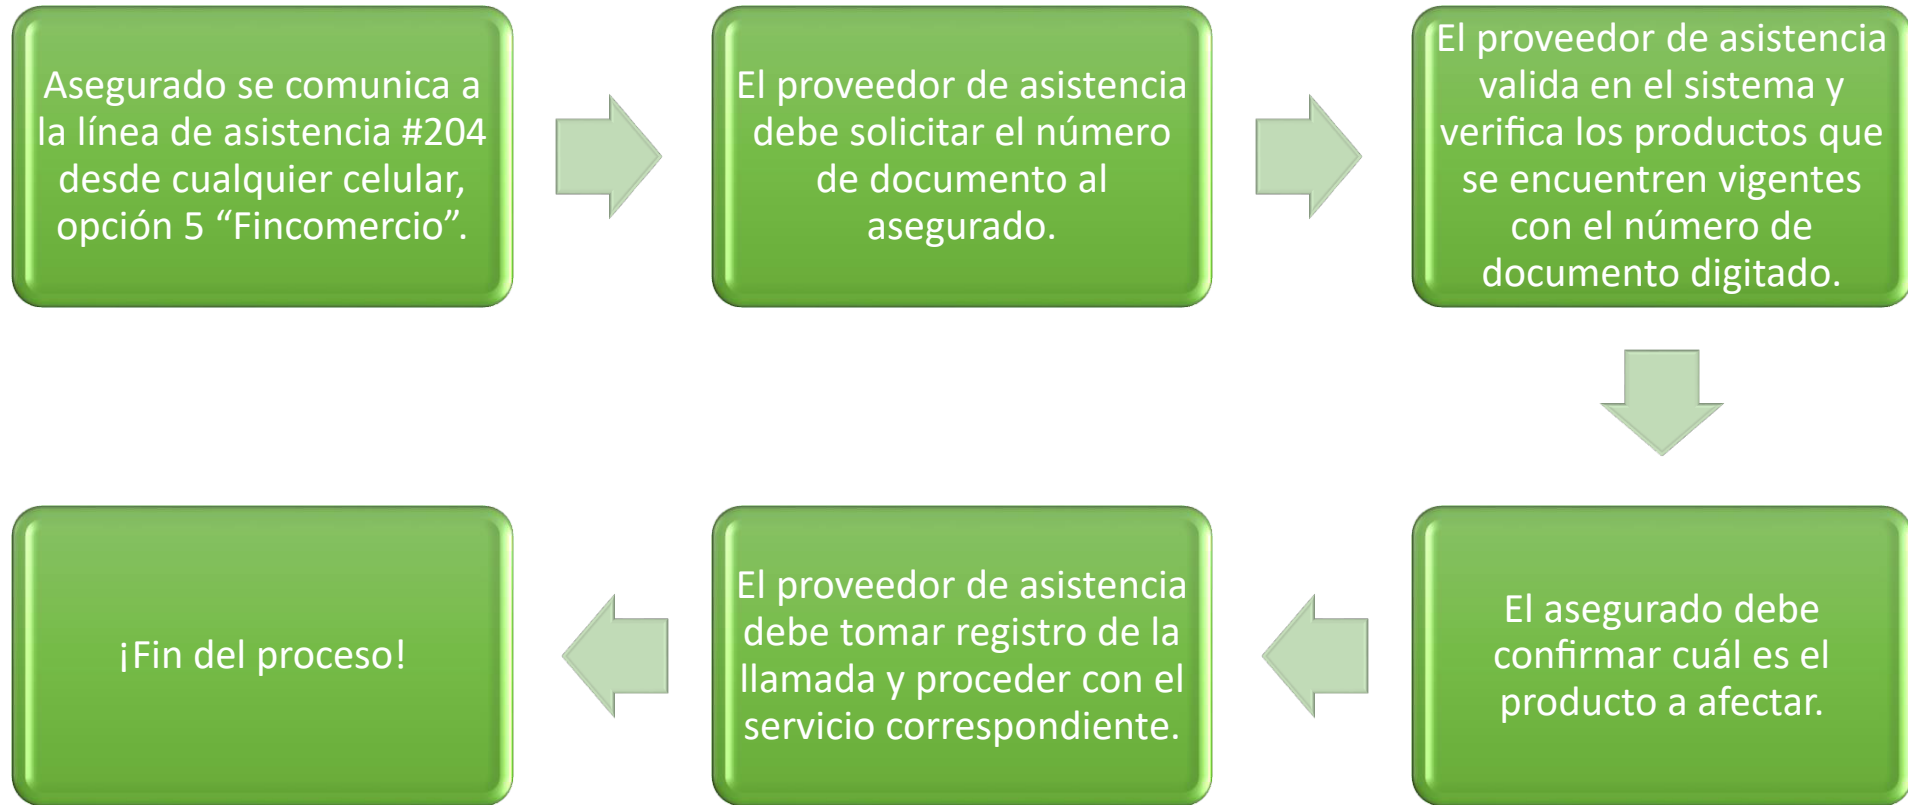 Asegurado se comunica a
la línea de asistencia #204
desde cualquier celular,
opción 5 “Fincomercio”.
El proveedor de asistencia
debe solicitar el número
de documento al
asegurado.
El proveedor de asistencia
valida en el sistema y
verifica los productos que
se encuentren vigentes
con el número de
documento digitado.
El asegurado debe
confirmar cuál es el
producto a afectar.
El proveedor de asistencia
debe tomar registro de la
llamada y proceder con el
servicio correspondiente.
¡Fin del proceso!